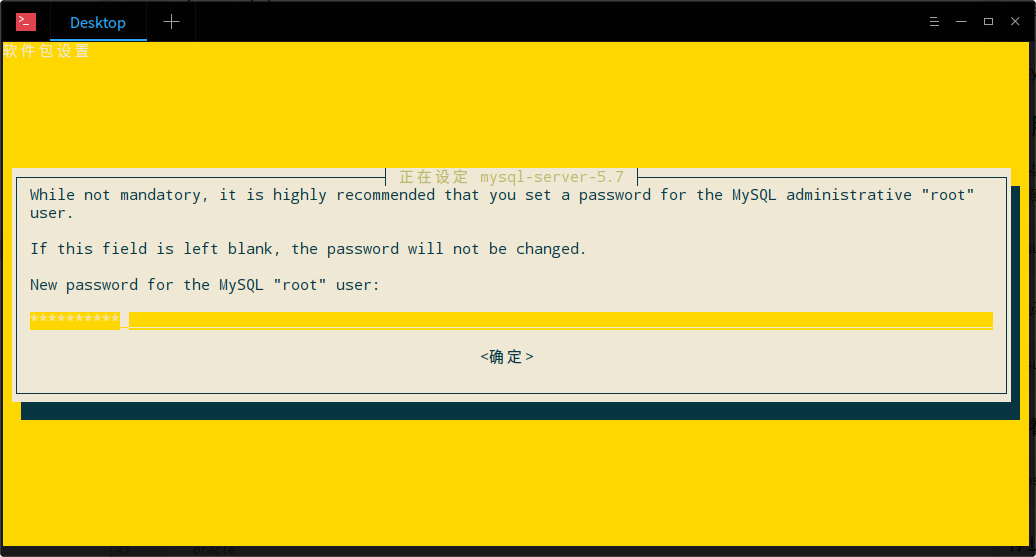 Desktop
软件包设置
正在设定 mysql-server-5.7
While not mandatory, it is highly recommended that you set a password for the MySQL administrative "root"
user.
If this field is left blank, the password will not be changed.
New password for the MySQL "root" user:
**********
<确定>